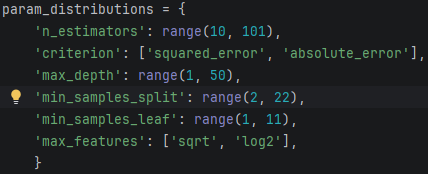 param_distributions = {
    'n_estimators': range(10, 101),
    'criterion': ['squared_error', 'absolute_error'],
    'max_depth': range(1, 50),
    'min_samples_split': range(2, 22),
    'min_samples_leaf': range(1, 11),
    'max_features': ['sqrt', 'log2'],
    }